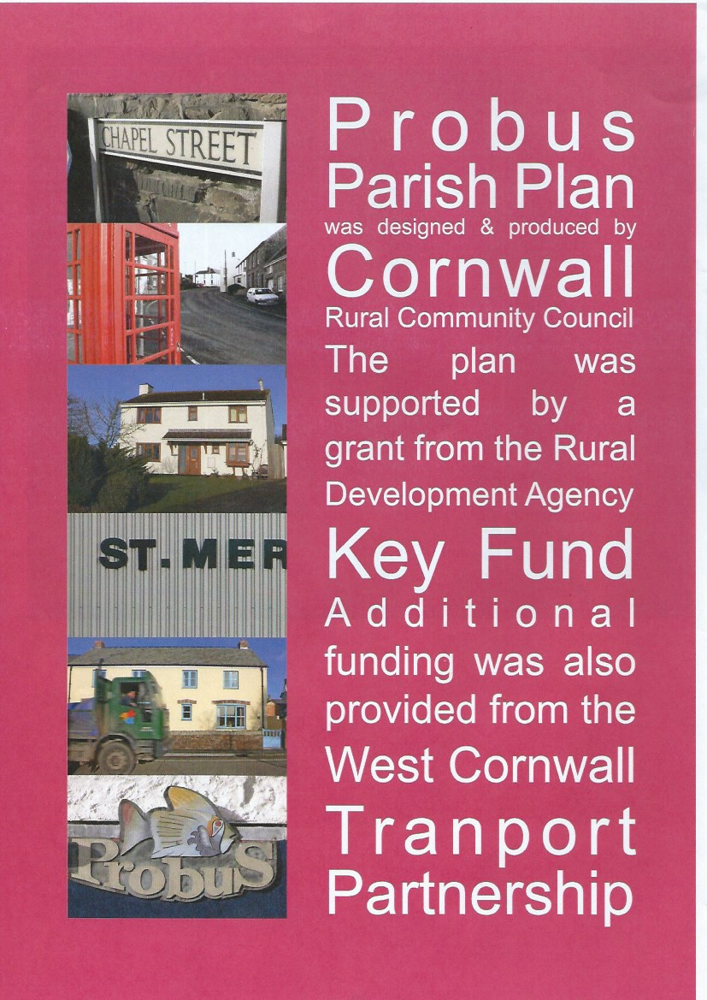 CHAPEL STREET
ST. MER
Probus
Probus
Parish Plan
was designed & produced by
Cornwall
Rural Community Council
The plan was
supported by a
grant from the Rural
Development Agency
Key Fund
Additional
funding was also
provided from the
West Cornwall
Tranport
Partnership